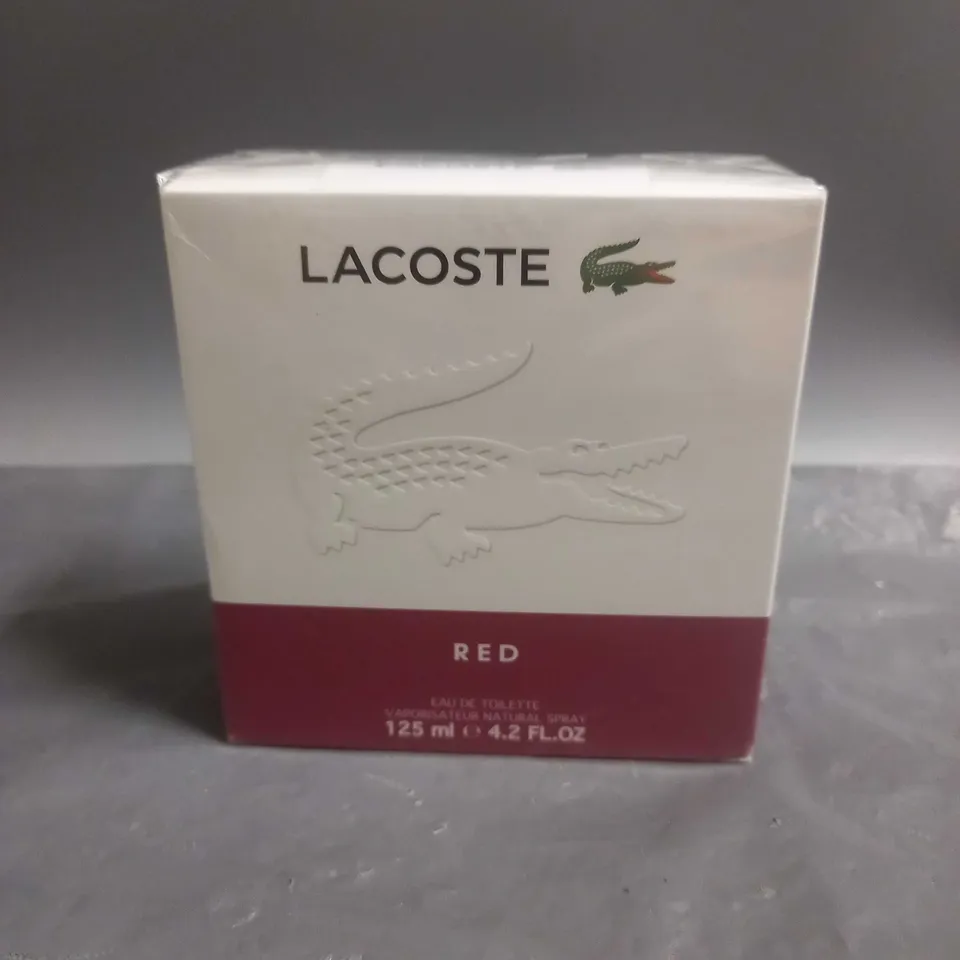 LACOSTE
RED
EAU DE TOILETTE
VAPORISATEUR NATURAL SPRAY
125 ml ℮ 4.2 FL.OZ